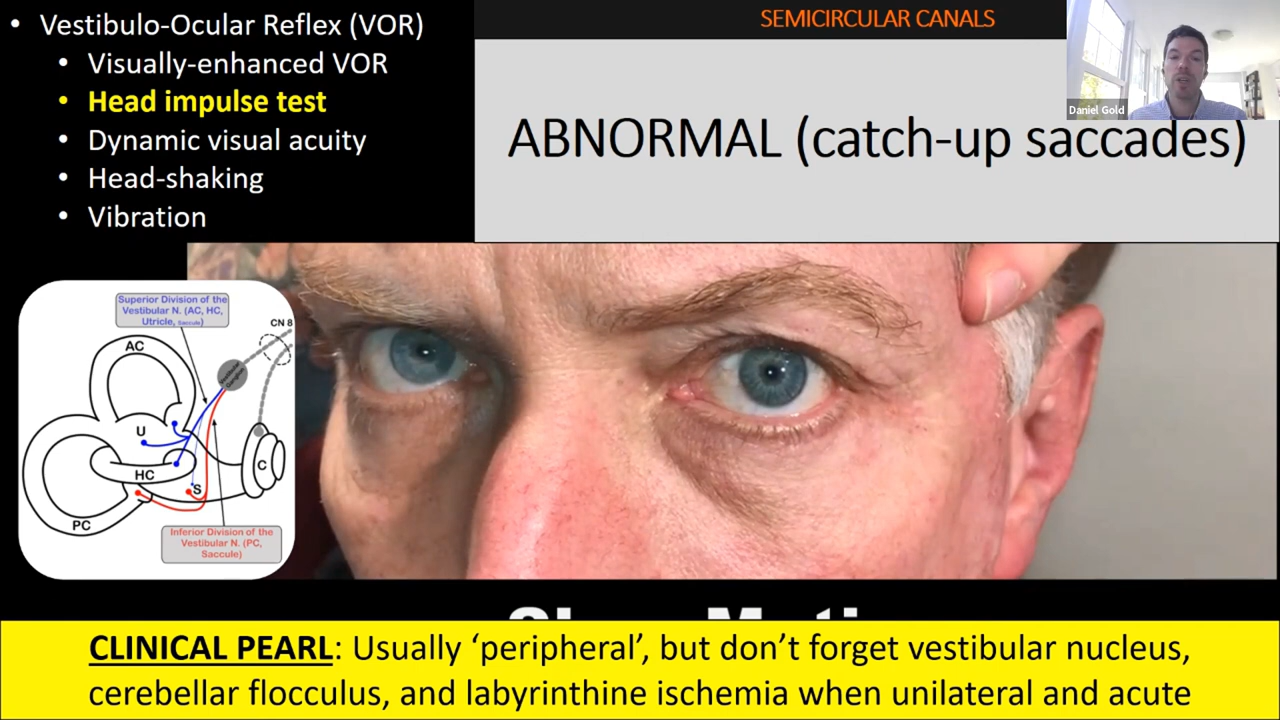 • Vestibulo-Ocular Reflex (VOR)
• Visually-enhanced VOR
• Head impulse test
• Dynamic visual acuity
• Head-shaking
• Vibration
SEMICIRCULAR CANALS
Daniel Gold
ABNORMAL (catch-up saccades)
Superior Division of the
Vestibular N. (AC, HC,
Utricle, Saccule)
CN 8
AC
Vestibular
Ganglion
U
HC
C
S
PC
Inferior Division of the
Vestibular N. (PC,
Saccule)
CLINICAL PEARL: Usually ‘peripheral’, but don’t forget vestibular nucleus,
cerebellar flocculus, and labyrinthine ischemia when unilateral and acute